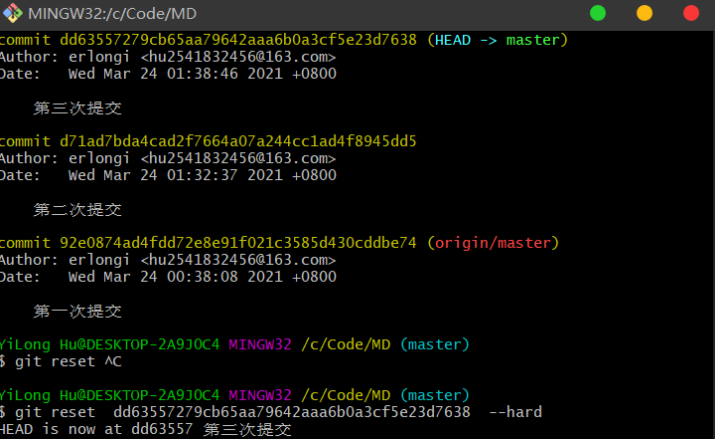 MINGW32:/c/Code/MD
commit dd63557279cb65aa79642aaa6b0a3cf5e23d7638 (HEAD -> master)
Author: erlongi <hu2541832456@163.com>
Date:   Wed Mar 24 01:38:46 2021 +0800
第三次提交
commit d71ad7bda4cad2f7664a07a244cc1ad4f8945dd5
Author: erlongi <hu2541832456@163.com>
Date:   Wed Mar 24 01:32:37 2021 +0800
第二次提交
commit 92e0874ad4fdd72e8e91f021c3585d430cddbe74 (origin/master)
Author: erlongi <hu2541832456@163.com>
Date:   Wed Mar 24 00:38:08 2021 +0800
第一次提交
YiLong Hu@DESKTOP-2A9JOC4 MINGW32 /c/Code/MD (master)
$ git reset ^C
YiLong Hu@DESKTOP-2A9JOC4 MINGW32 /c/Code/MD (master)
$ git reset  dd63557279cb65aa79642aaa6b0a3cf5e23d7638  --hard
HEAD is now at dd63557 第三次提交